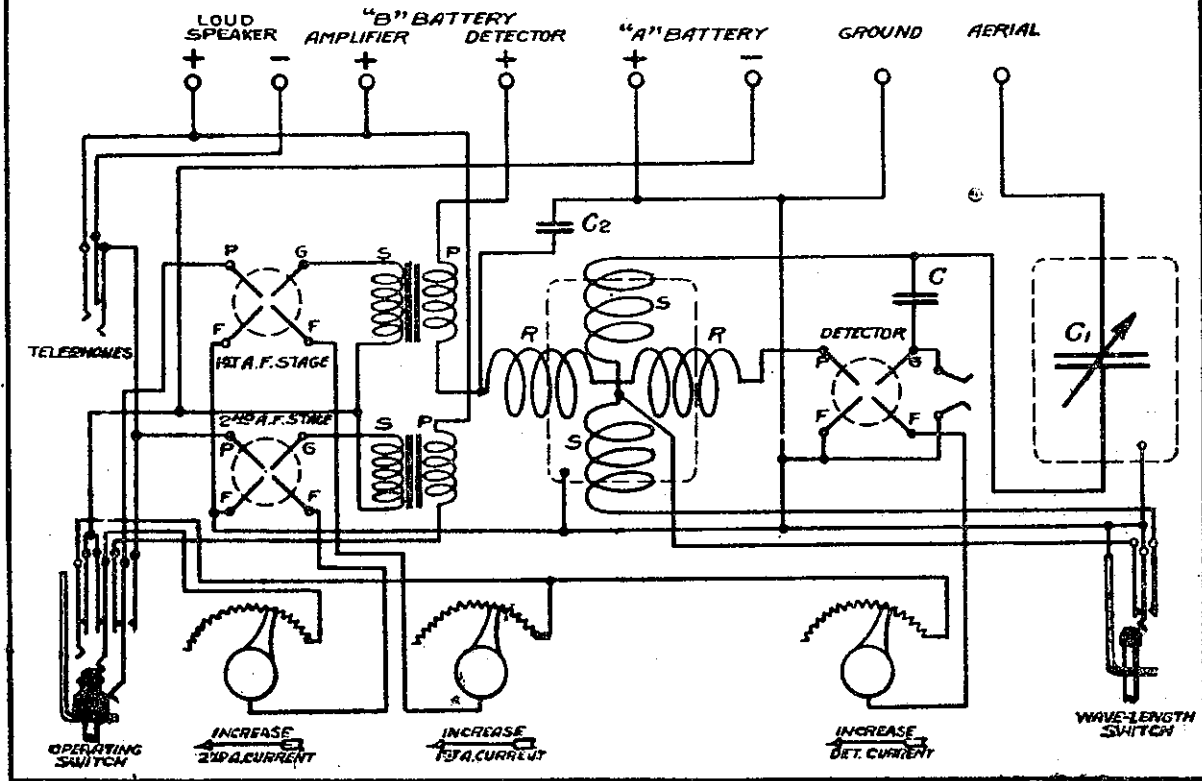 LOUD SPEAKER
"B" BATTERY
AMPLIFIER
DETECTOR
"A" BATTERY
GROUND
AERIAL
+ - + + + -
C2
P G S P
S
C
R R
DETECTOR
C1
F F
TELEPHONES
1ST A.F. STAGE
P G
2ND A.F. STAGE
S P
P G
S
F F
F F
INCREASE
2ND A. CURRENT
INCREASE
1ST A. CURRENT
INCREASE
DET. CURRENT
OPERATING
SWITCH
WAVE-LENGTH
SWITCH